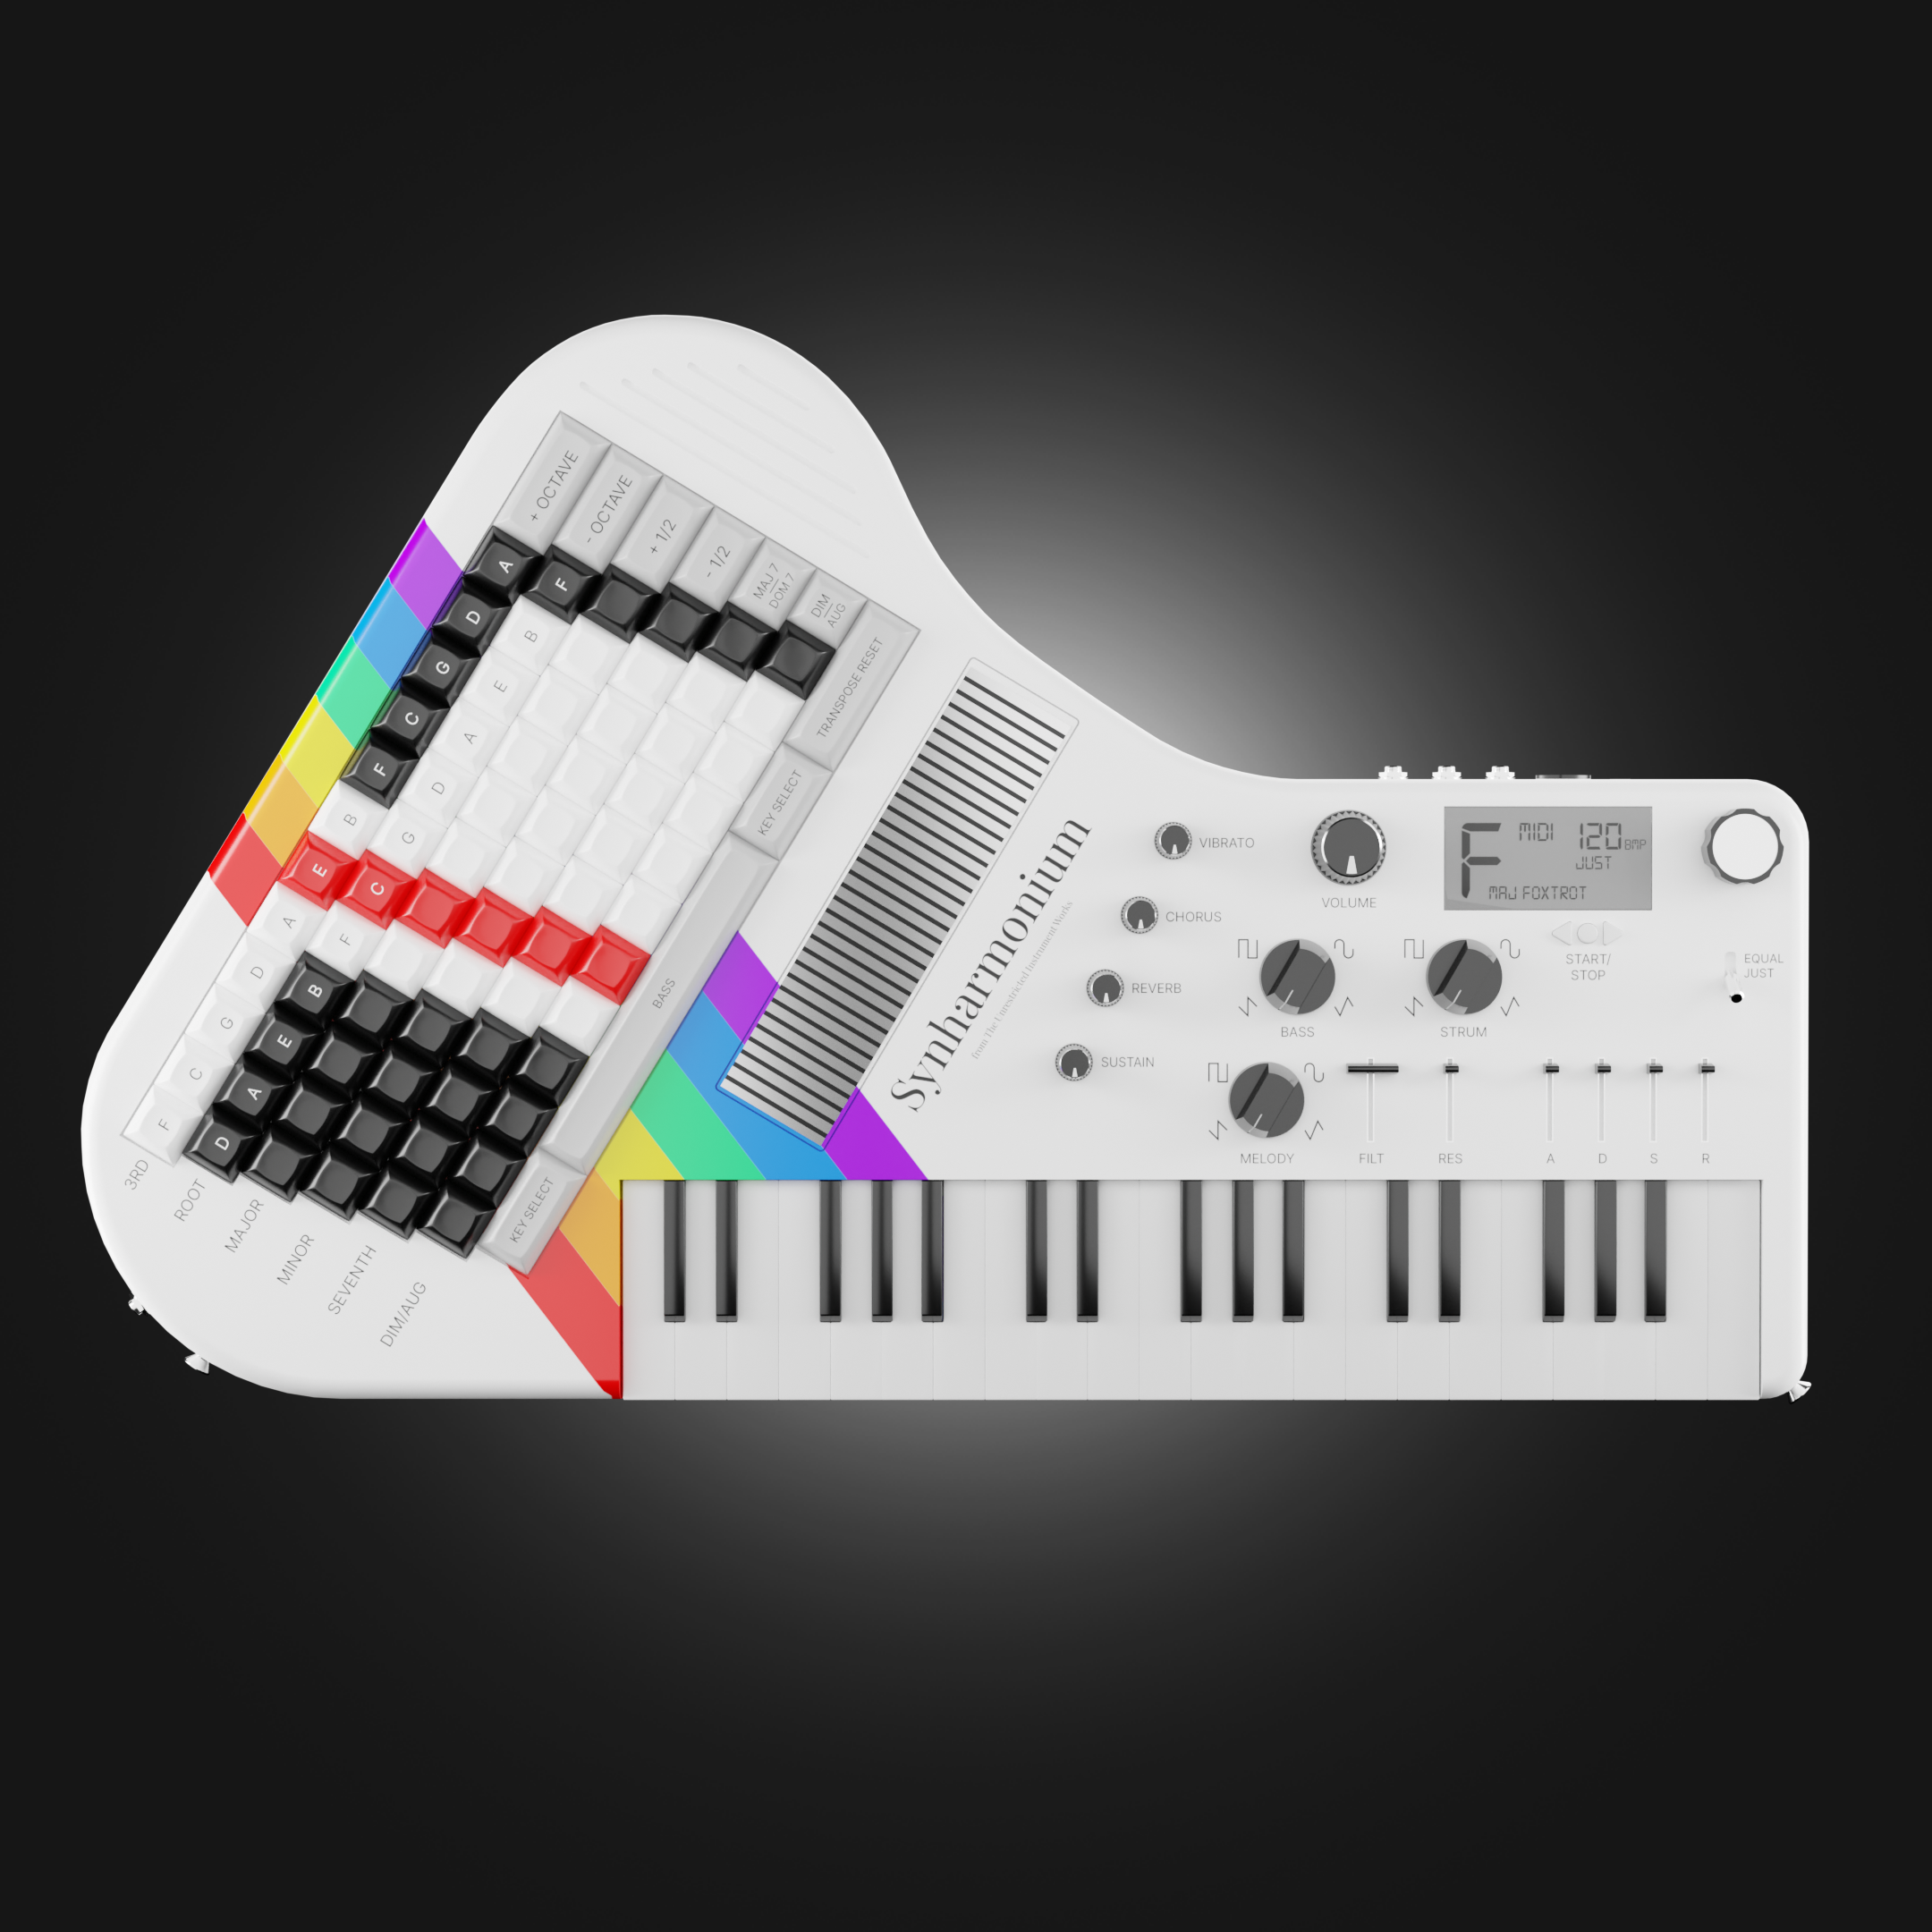 + OCTAVE
- OCTAVE
+ 1/2
- 1/2
MAJ 7
DOM 7
DIM
AUG
TRANSPOSE RESET
KEY SELECT
BASS
KEY SELECT
A
D
G
C
F
B
E
A
D
G
C
F
F
B
E
A
D
G
C
F
B
E
A
D
3RD
ROOT
MAJOR
MINOR
SEVENTH
DIM/AUG
Synharmonium
from The Unrestricted Instrument Works
VIBRATO
CHORUS
REVERB
SUSTAIN
VOLUME
F
MIDI
120 BMP
JUST
MAJ FOXTROT
START/
STOP
EQUAL
JUST
BASS
STRUM
MELODY
FILT
RES
A
D
S
R